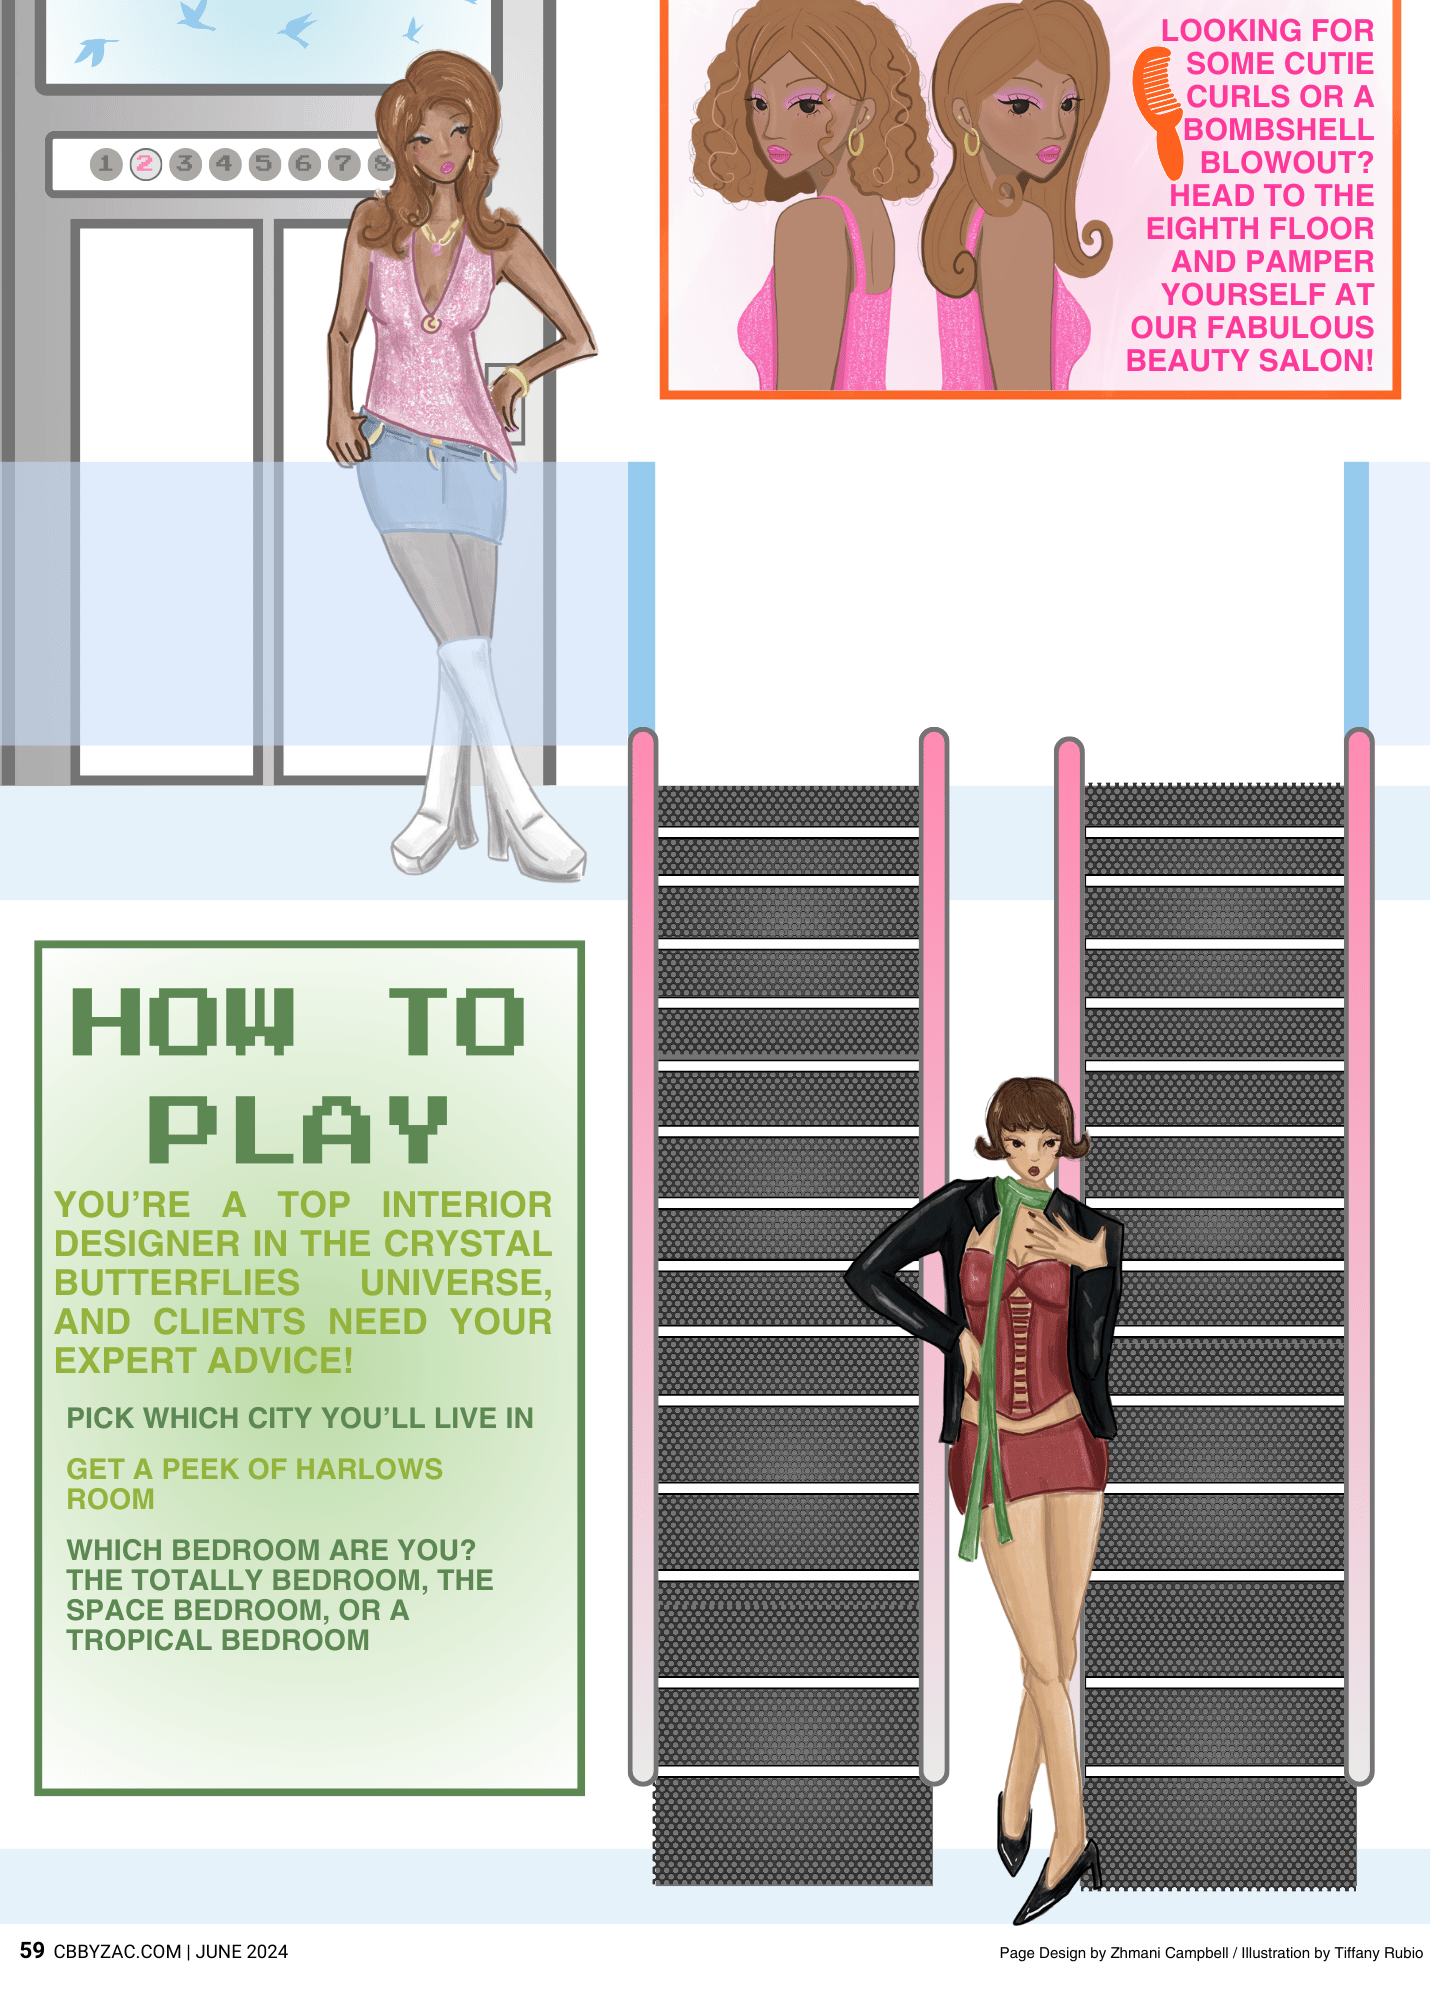 1 2 3 4 5 6 7 8
LOOKING FOR
SOME CUTIE
CURLS OR A
BOMBSHELL
BLOWOUT?
HEAD TO THE
EIGHTH FLOOR
AND PAMPER
YOURSELF AT
OUR FABULOUS
BEAUTY SALON!
HOW TO
PLAY
YOU'RE A TOP INTERIOR
DESIGNER IN THE CRYSTAL
BUTTERFLIES UNIVERSE,
AND CLIENTS NEED YOUR
EXPERT ADVICE!
PICK WHICH CITY YOU'LL LIVE IN
GET A PEEK OF HARLOWS
ROOM
WHICH BEDROOM ARE YOU?
THE TOTALLY BEDROOM, THE
SPACE BEDROOM, OR A
TROPICAL BEDROOM
59 CBBYZAC.COM | JUNE 2024
Page Design by Zhmani Campbell / Illustration by Tiffany Rubio